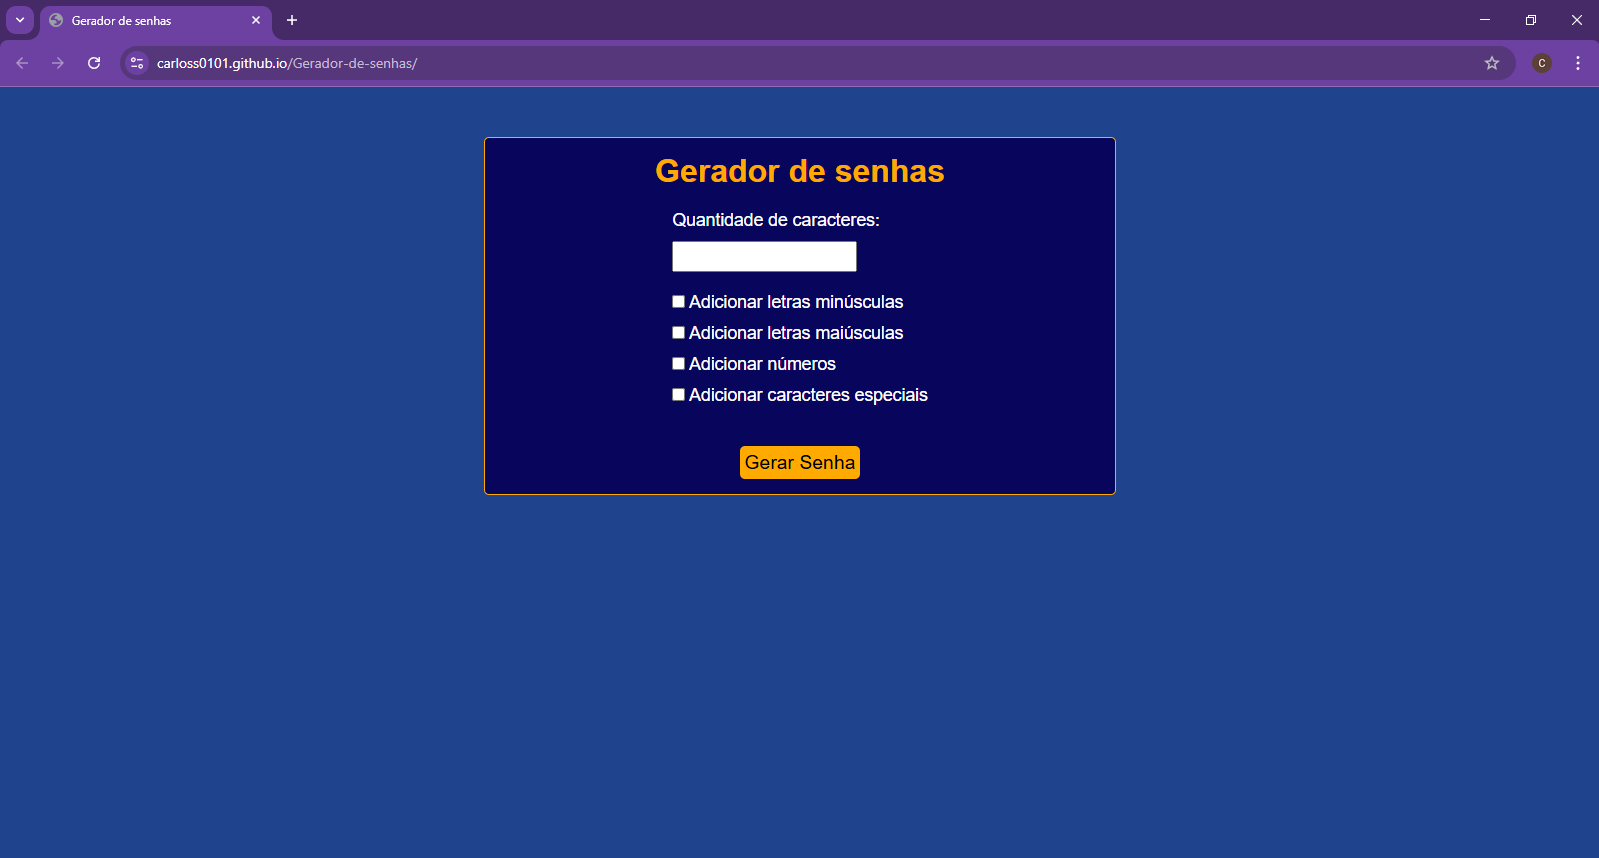 Gerador de senhas
carloss0101.github.io/Gerador-de-senhas/
C
Gerador de senhas
Quantidade de caracteres:
Adicionar letras minúsculas
Adicionar letras maiúsculas
Adicionar números
Adicionar caracteres especiais
Gerar Senha